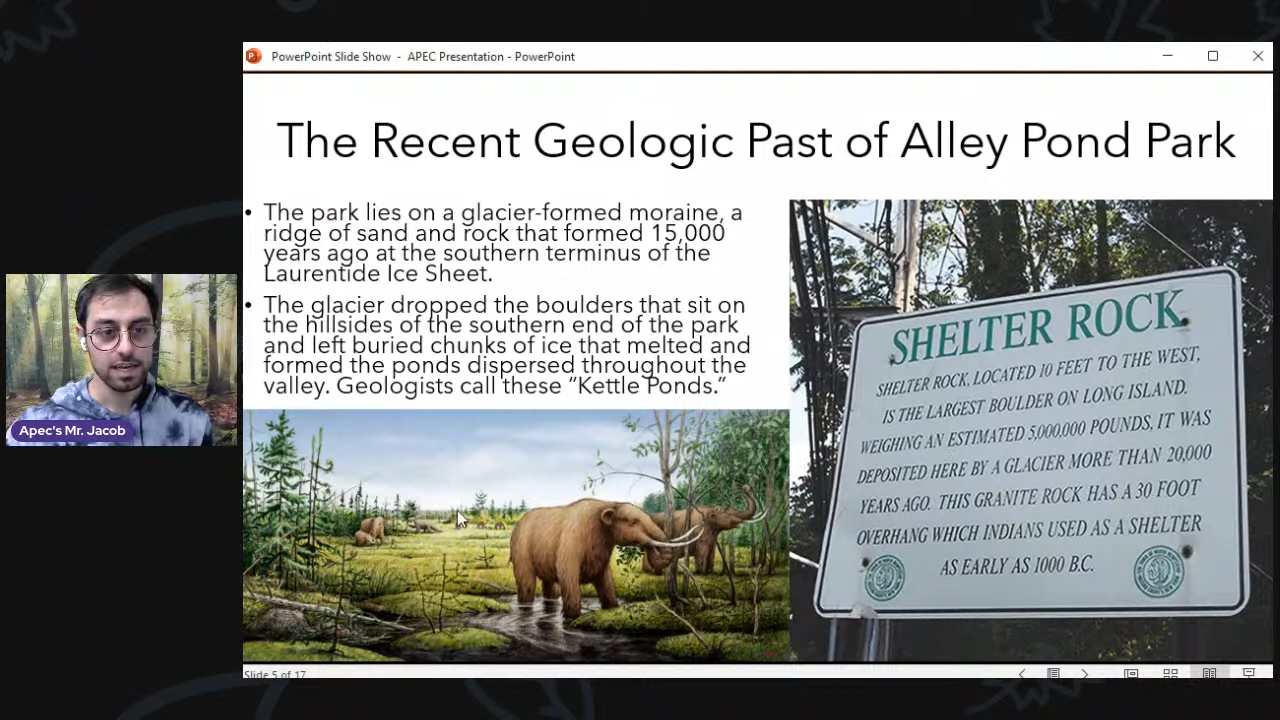 PowerPoint Slide Show - APEC Presentation - PowerPoint
The Recent Geologic Past of Alley Pond Park
• The park lies on a glacier-formed moraine, a
ridge of sand and rock that formed 15,000
years ago at the southern terminus of the
Laurentide Ice Sheet.
• The glacier dropped the boulders that sit on
the hillsides of the southern end of the park
and left buried chunks of ice that melted and
formed the ponds dispersed throughout the
valley. Geologists call these “Kettle Ponds.”
SHELTER ROCK
SHELTER ROCK, LOCATED 10 FEET TO THE WEST,
IS THE LARGEST BOULDER ON LONG ISLAND.
WEIGHING AN ESTIMATED 5,000,000 POUNDS, IT WAS
DEPOSITED HERE BY A GLACIER MORE THAN 20,000
YEARS AGO. THIS GRANITE ROCK HAS A 30 FOOT
OVERHANG WHICH INDIANS USED AS A SHELTER
AS EARLY AS 1000 B.C.
Apec's Mr. Jacob
Slide 5 of 17